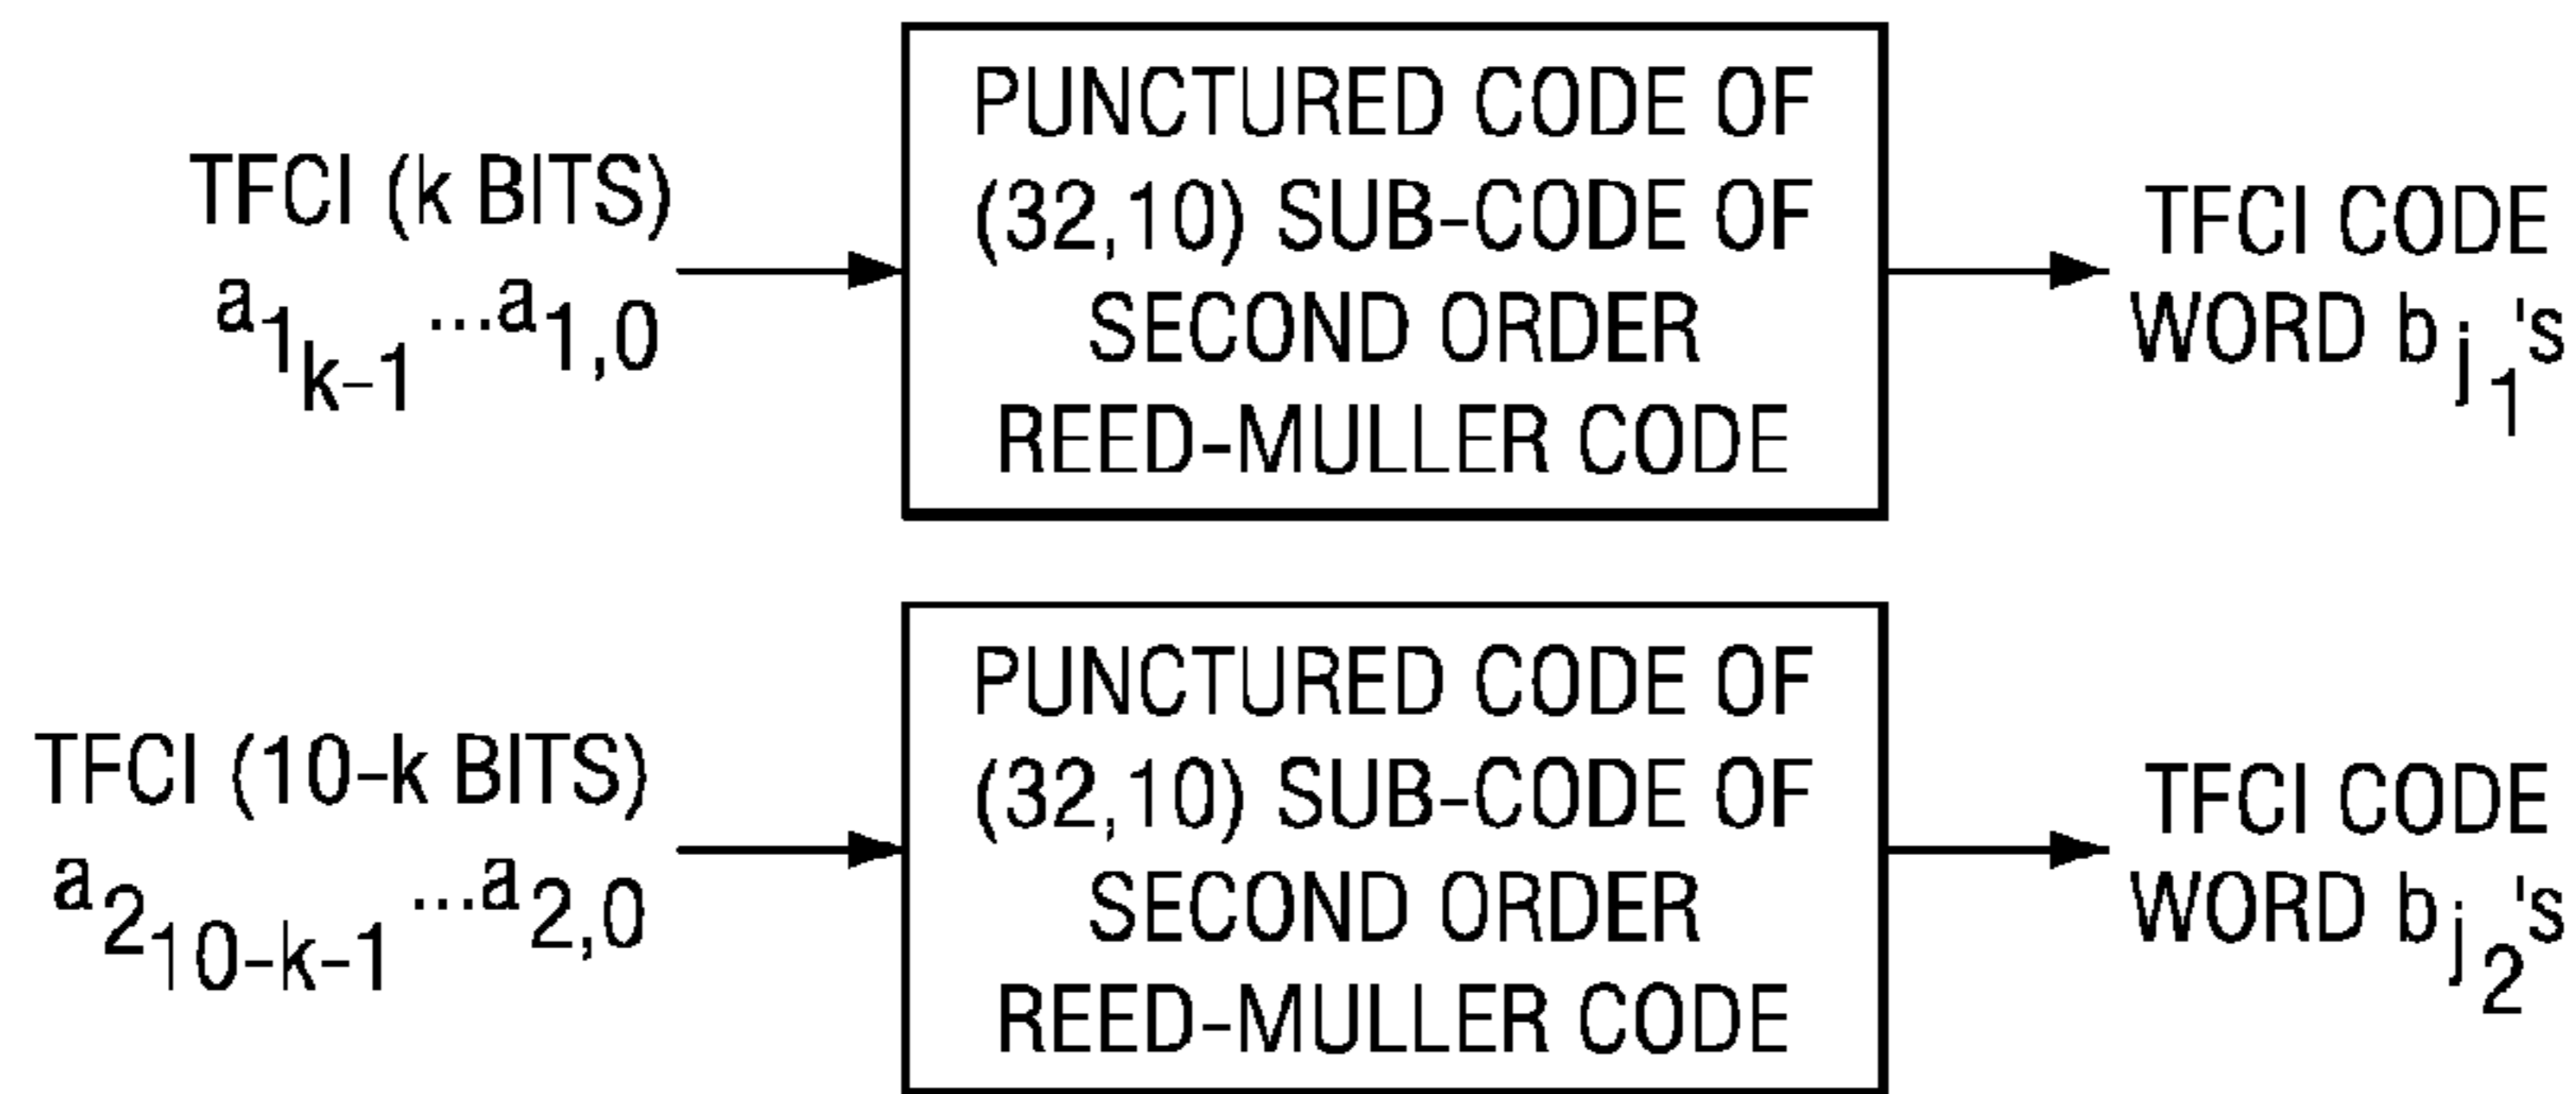 TFCI (k BITS)
a1k-1...a1,0
PUNCTURED CODE OF
(32,10) SUB-CODE OF
SECOND ORDER
REED-MULLER CODE
TFCI CODE
WORD bj1's
TFCI (10-k BITS)
a210-k-1...a2,0
PUNCTURED CODE OF
(32,10) SUB-CODE OF
SECOND ORDER
REED-MULLER CODE
TFCI CODE
WORD bj2's